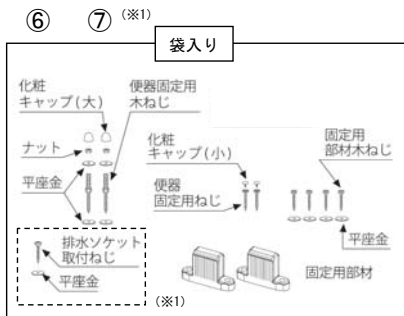 ⑥ ⑦ (※1)
袋入り
化粧
キャップ(大)
便器固定用
木ねじ
ナット
平座金
化粧
キャップ(小)
便器
固定用ねじ
固定用
部材木ねじ
平座金
固定用部材
排水ソケット
取付ねじ
平座金
(※1)